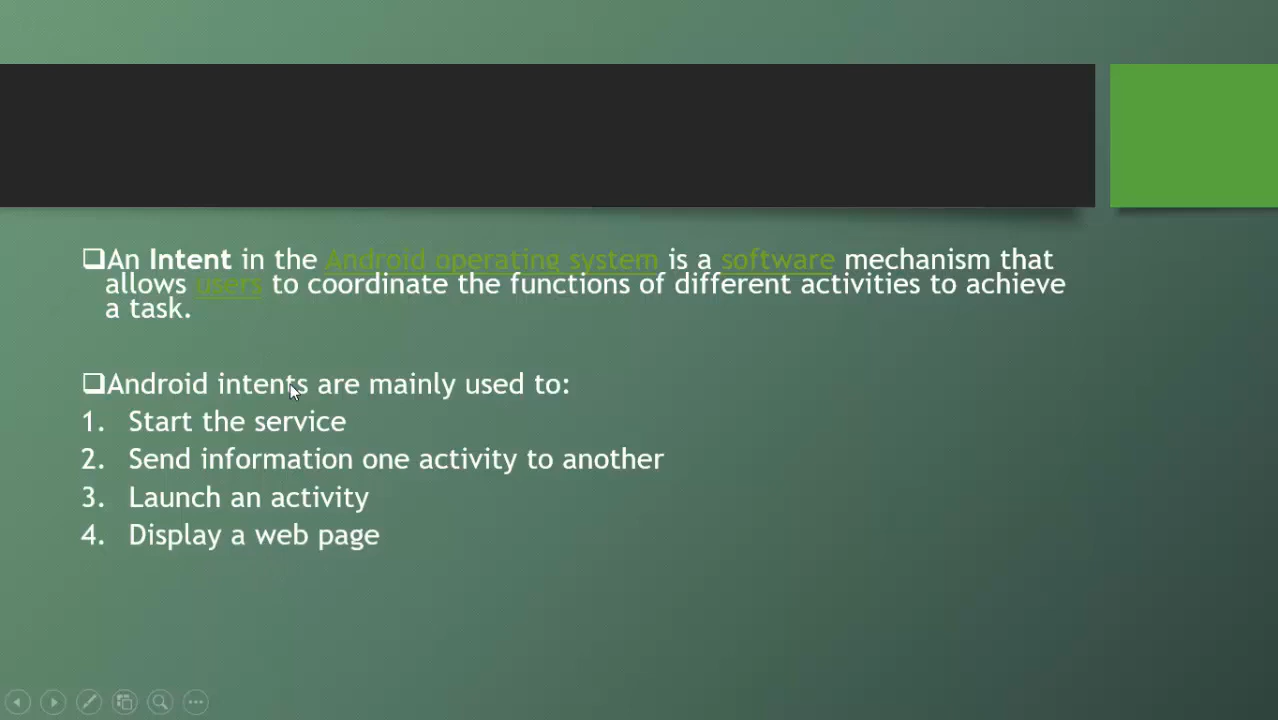 ❑An Intent in the Android operating system is a software mechanism that
allows users to coordinate the functions of different activities to achieve
a task.
❑Android intents are mainly used to:
1. Start the service
2. Send information one activity to another
3. Launch an activity
4. Display a web page